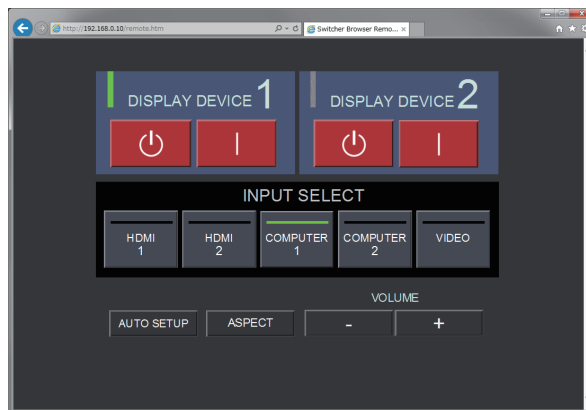 http://192.168.0.10/remote.htm
Switcher Browser Remo...
DISPLAY DEVICE 1
DISPLAY DEVICE 2
INPUT SELECT
HDMI
1
HDMI
2
COMPUTER
1
COMPUTER
2
VIDEO
VOLUME
AUTO SETUP
ASPECT
-
+